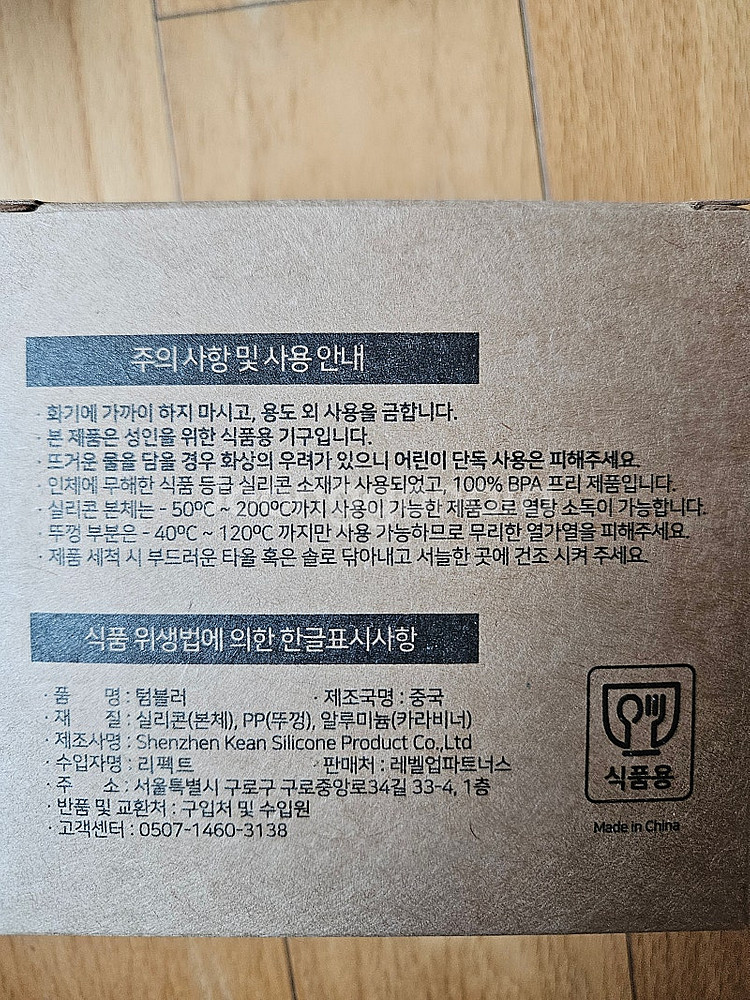 주의 사항 및 사용 안내
· 화기에 가까이 하지 마시고, 용도 외 사용을 금합니다.
· 본 제품은 성인을 위한 식품용 기구입니다.
· 뜨거운 물을 담을 경우 화상의 우려가 있으니 어린이 단독 사용은 피해주세요.
· 인체에 무해한 식품 등급 실리콘 소재가 사용되었고, 100% BPA 프리 제품입니다.
· 실리콘 본체는 - 50ºC ~ 200ºC까지 사용이 가능한 제품으로 열탕 소독이 가능합니다.
· 뚜껑 부분은 - 40ºC ~ 120ºC 까지만 사용 가능하므로 무리한 열가열을 피해주세요.
· 제품 세척 시 부드러운 타올 혹은 솔로 닦아내고 서늘한 곳에 건조 시켜 주세요.
식품 위생법에 의한 한글표시사항
· 품 명 : 텀블러 · 제조국명 : 중국
· 재 질 : 실리콘(본체), PP(뚜껑), 알루미늄(카라비너)
· 제조사명 : Shenzhen Kean Silicone Product Co.,Ltd
· 수입자명 : 리펙트 · 판매처 : 레벨업파트너스
· 주 소 : 서울특별시 구로구 구로중앙로34길 33-4, 1층
· 반품 및 교환처 : 구입처 및 수입원
· 고객센터 : 0507-1460-3138
식품용
Made in China